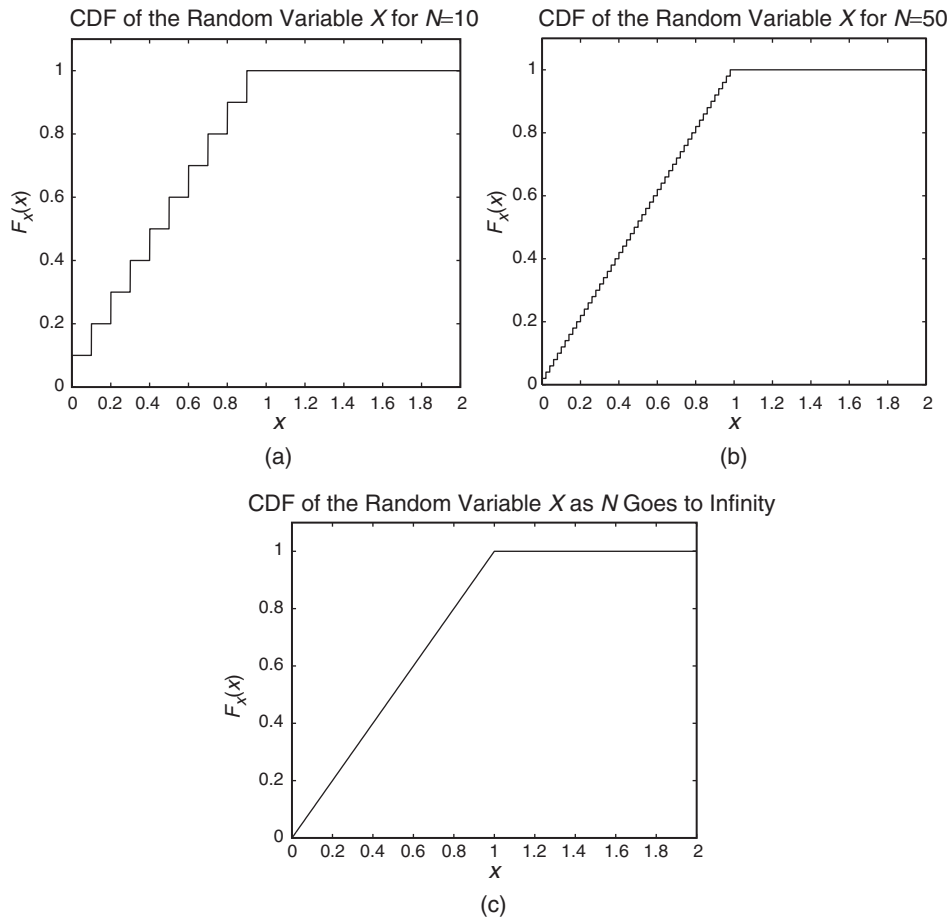 CDF of the Random Variable X for N=10
1
0.8
0.6
0.4
0.2
0
F_X(x)
0 0.2 0.4 0.6 0.8 1 1.2 1.4 1.6 1.8 2
x
(a)
CDF of the Random Variable X for N=50
1
0.8
0.6
0.4
0.2
0
F_X(x)
0 0.2 0.4 0.6 0.8 1 1.2 1.4 1.6 1.8 2
x
(b)
CDF of the Random Variable X as N Goes to Infinity
1
0.8
0.6
0.4
0.2
0
F_X(x)
0 0.2 0.4 0.6 0.8 1 1.2 1.4 1.6 1.8 2
x
(c)